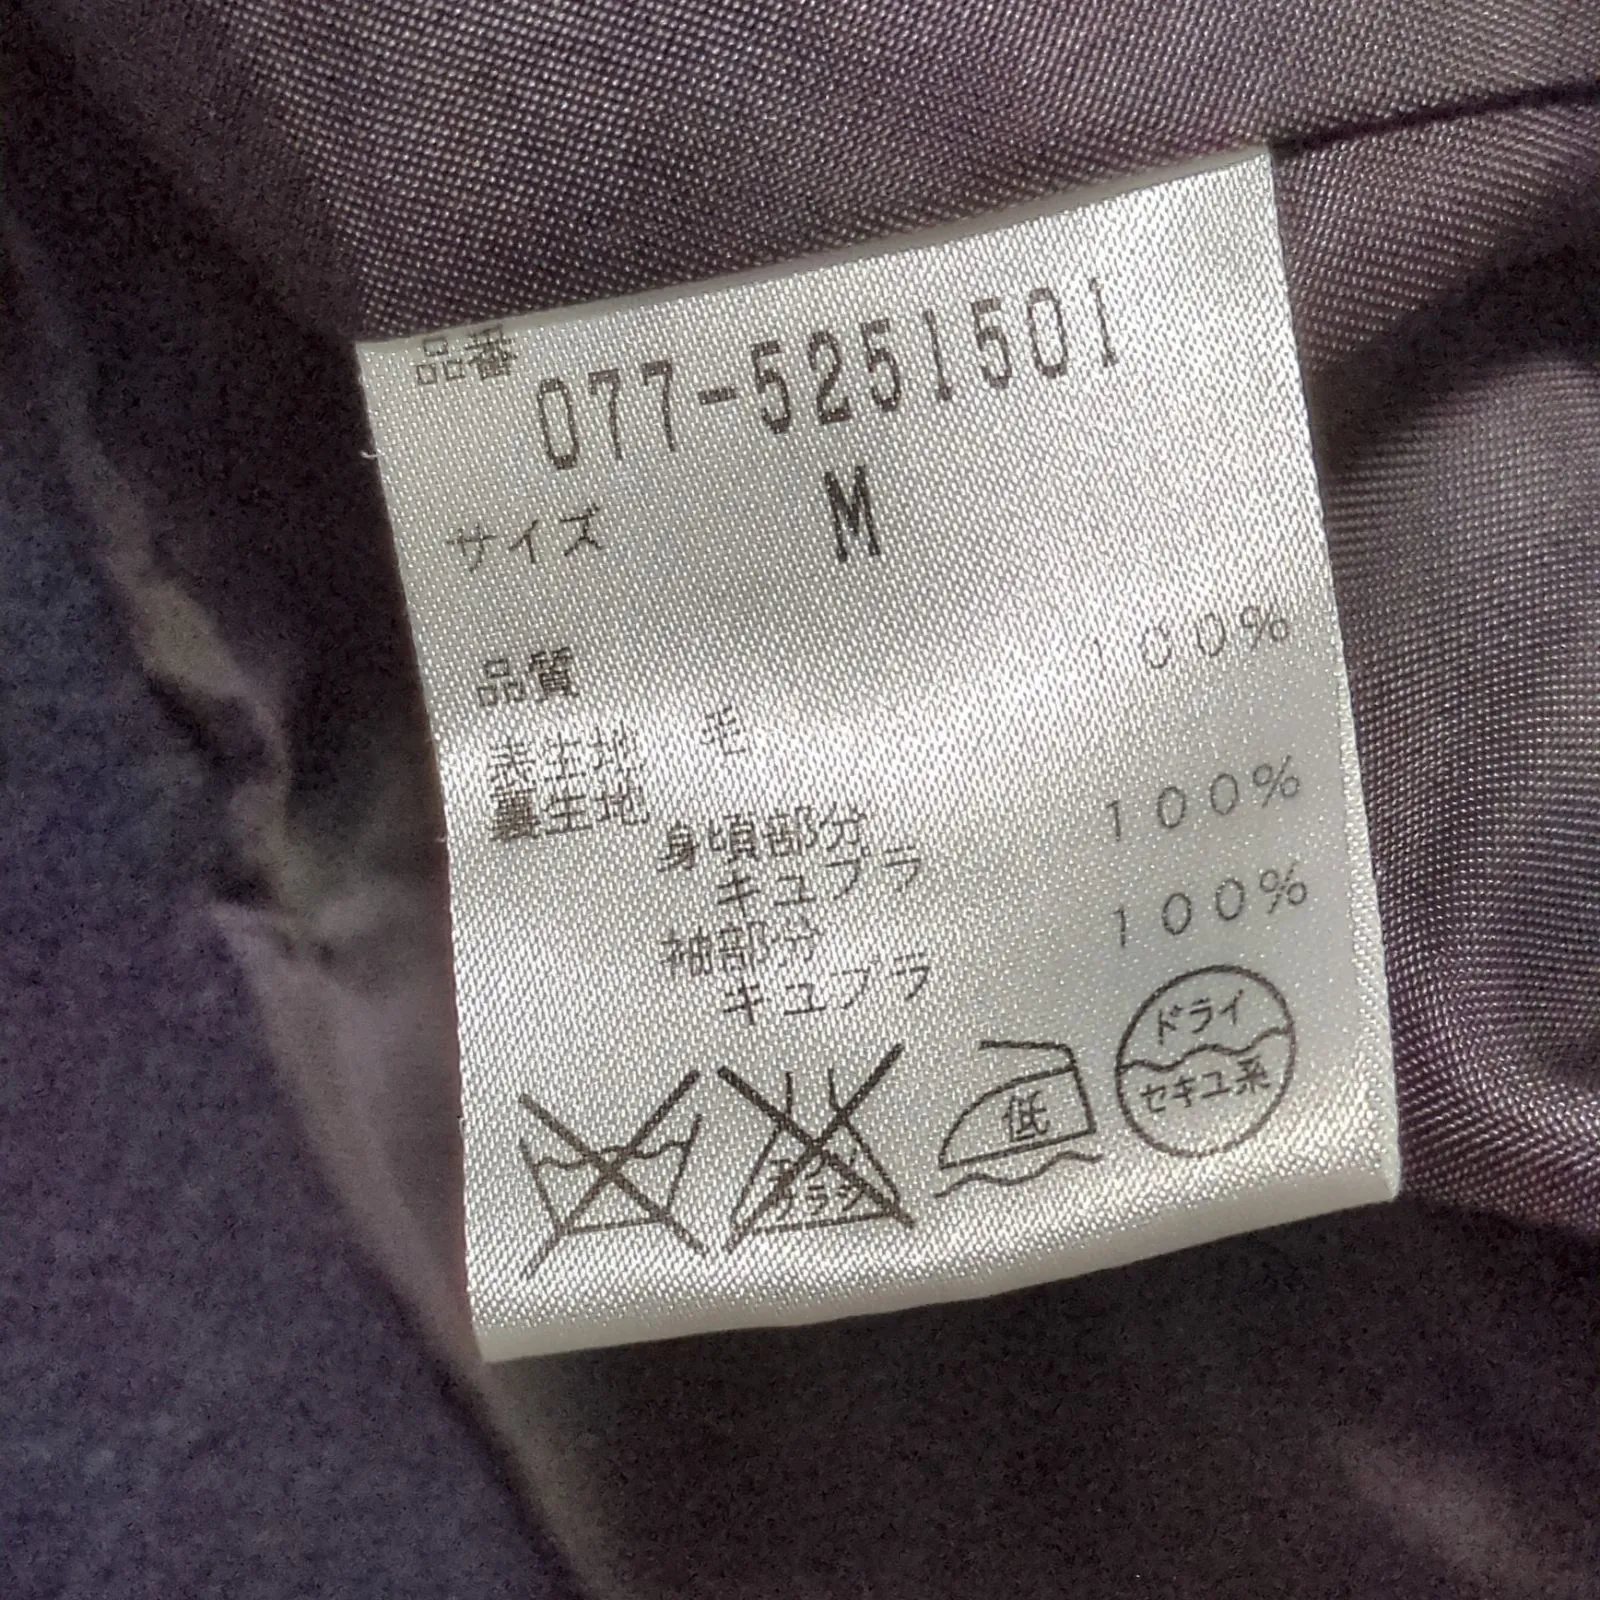 品番
077-5251501
サイズ M
品質
表生地 毛 100%
裏生地
身頃部分
キュプラ 100%
袖部分
キュプラ 100%
低
ドライ
セキユ系